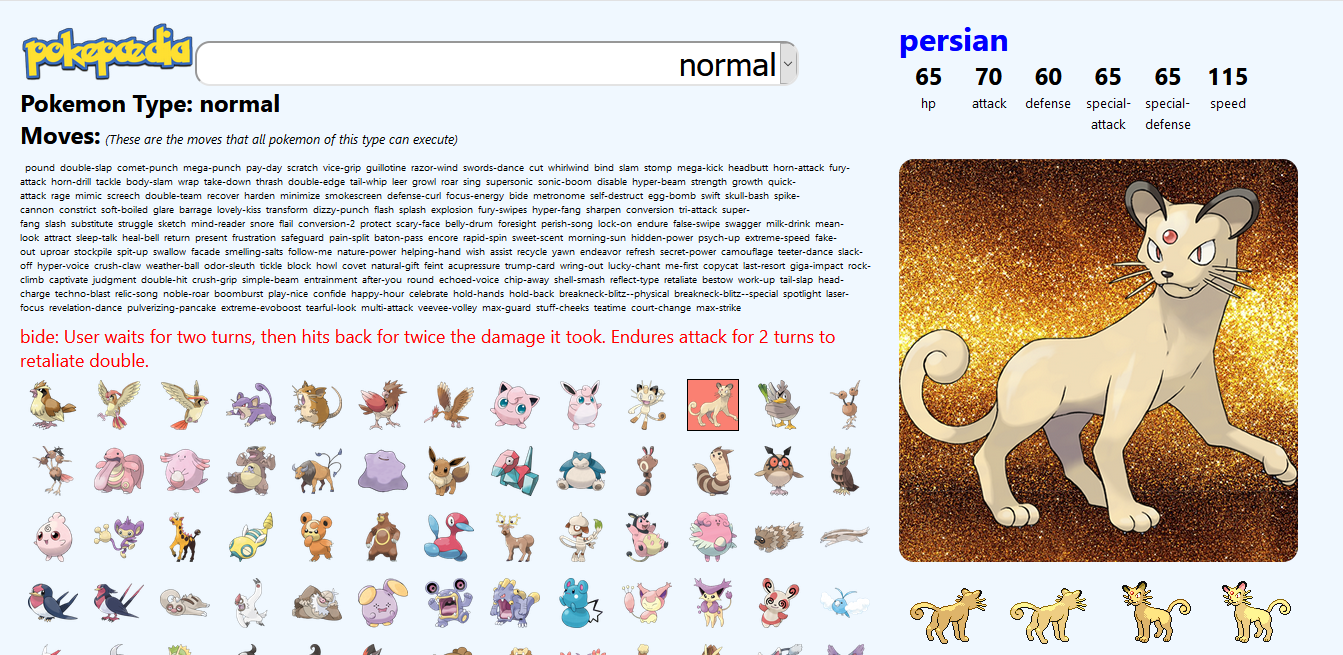 pokepœdia
normal
Pokemon Type: normal
Moves: (These are the moves that all pokemon of this type can execute)
pound double-slap comet-punch mega-punch pay-day scratch vice-grip guillotine razor-wind swords-dance cut whirlwind bind slam stomp mega-kick headbutt horn-attack fury-
attack horn-drill tackle body-slam wrap take-down thrash double-edge tail-whip leer growl roar sing supersonic sonic-boom disable hyper-beam strength growth quick-
attack rage mimic screech double-team recover harden minimize smokescreen defense-curl focus-energy bide metronome self-destruct egg-bomb swift skull-bash spike-
cannon constrict soft-boiled glare barrage lovely-kiss transform dizzy-punch flash splash explosion fury-swipes hyper-fang sharpen conversion tri-attack super-
fang slash substitute struggle sketch mind-reader snore flail conversion-2 protect scary-face belly-drum foresight perish-song lock-on endure false-swipe swagger milk-drink mean-
look attract sleep-talk heal-bell return present frustration safeguard pain-split baton-pass encore rapid-spin sweet-scent morning-sun hidden-power psych-up extreme-speed fake-
out uproar stockpile spit-up swallow facade smelling-salts follow-me nature-power helping-hand wish assist recycle yawn endeavor refresh secret-power camouflage teeter-dance slack-
off hyper-voice crush-claw weather-ball odor-sleuth tickle block howl covet natural-gift feint acupressure trump-card wring-out lucky-chant me-first copycat last-resort giga-impact rock-
climb captivate judgment double-hit crush-grip simple-beam entrainment after-you round echoed-voice chip-away shell-smash reflect-type retaliate bestow work-up tail-slap head-
charge techno-blast relic-song noble-roar boomburst play-nice confide happy-hour celebrate hold-hands hold-back breakneck-blitz--physical breakneck-blitz--special spotlight laser-
focus revelation-dance pulverizing-pancake extreme-evoboost tearful-look multi-attack veevee-volley max-guard stuff-cheeks teatime court-change max-strike
bide: User waits for two turns, then hits back for twice the damage it took. Endures attack for 2 turns to
retaliate double.
persian
65 70 60 65 65 115
hp attack defense special- special- speed
attack defense